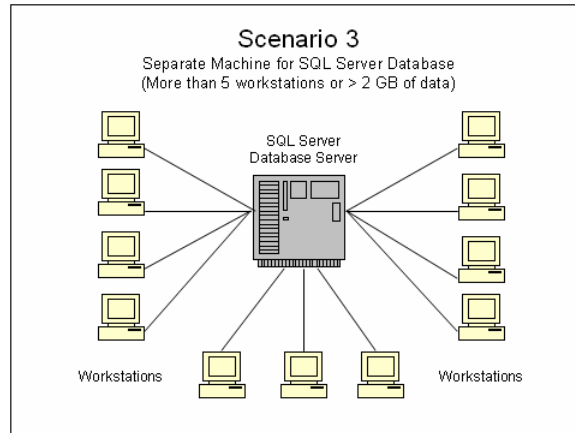 Scenario 3
Separate Machine for SQL Server Database
(More than 5 workstations or > 2 GB of data)
SQL Server
Database Server
Workstations
Workstations